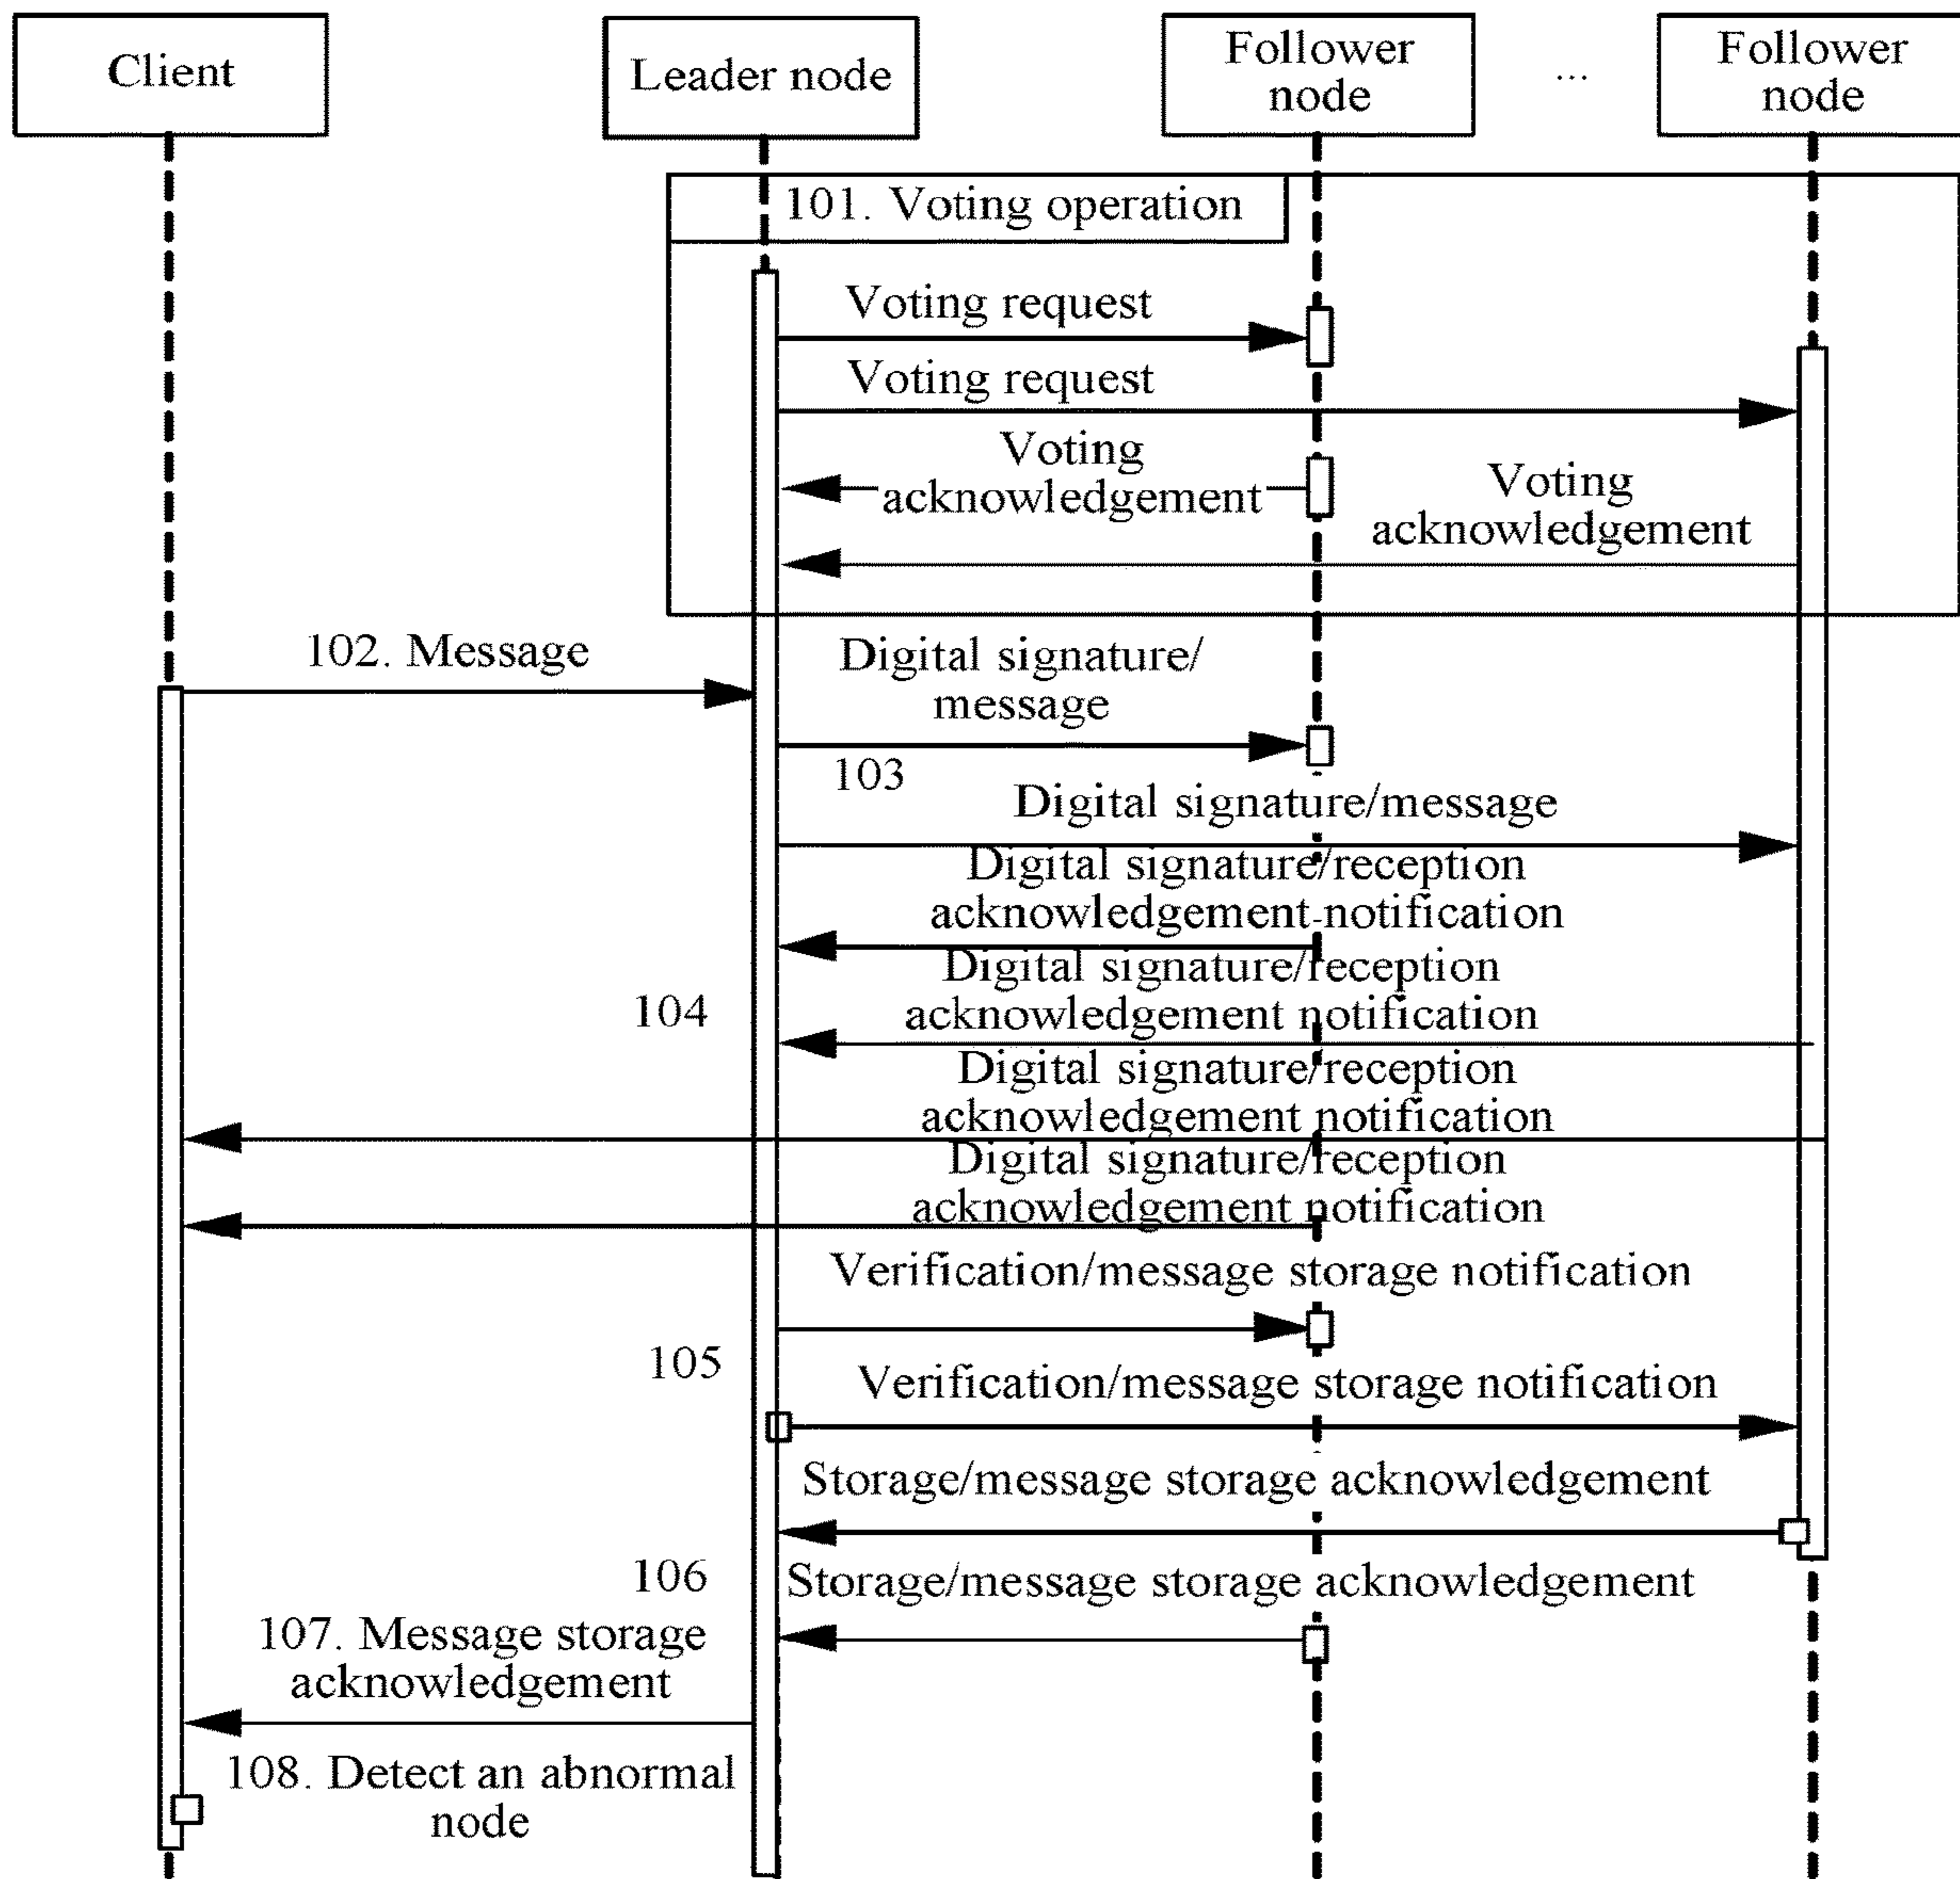 Client
Leader node
Follower
node
...
Follower
node
101. Voting operation
Voting request
Voting request
Voting
acknowledgement
Voting
acknowledgement
102. Message
Digital signature/
message
103
Digital signature/message
Digital signature/reception
acknowledgement notification
Digital signature/reception
acknowledgement notification
104
Digital signature/reception
acknowledgement notification
Digital signature/reception
acknowledgement notification
Verification/message storage notification
105
Verification/message storage notification
Storage/message storage acknowledgement
106
Storage/message storage acknowledgement
107. Message storage
acknowledgement
108. Detect an abnormal
node